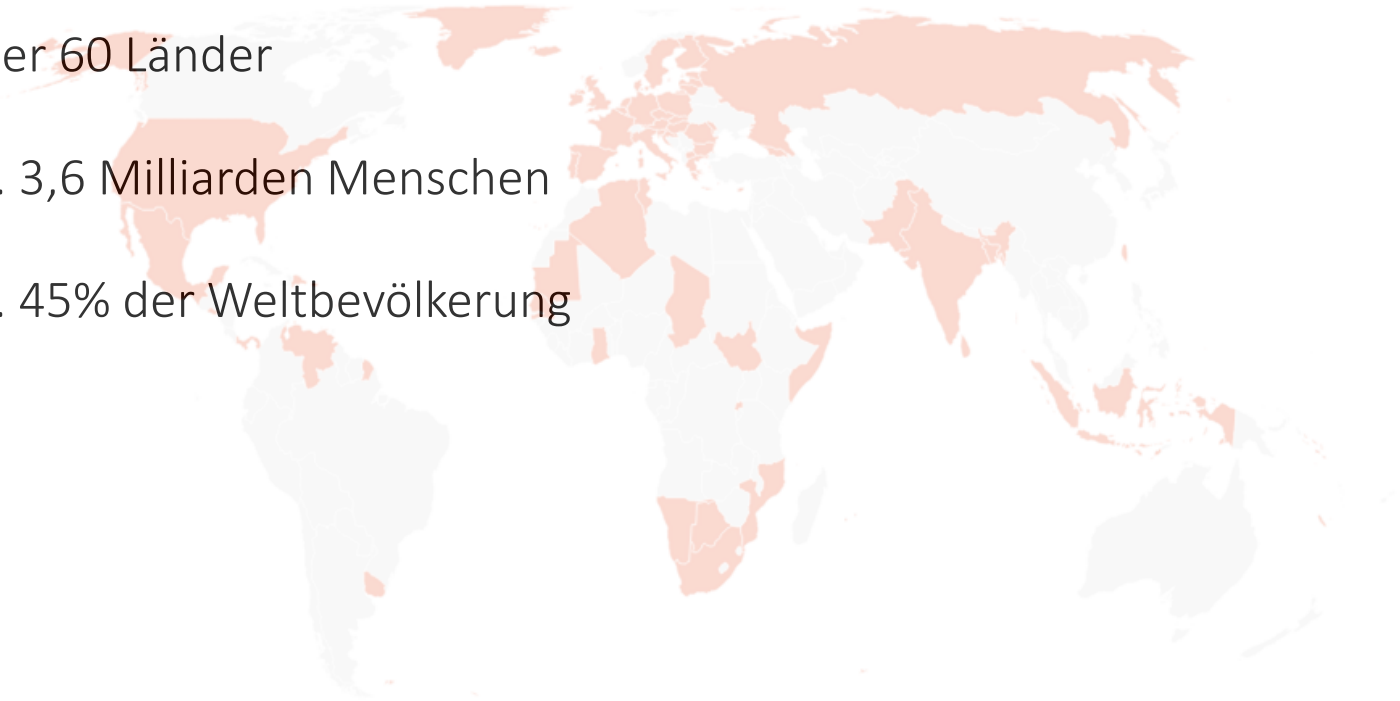 er 60 Länder
. 3,6 Milliarden Menschen
. 45% der Weltbevölkerung